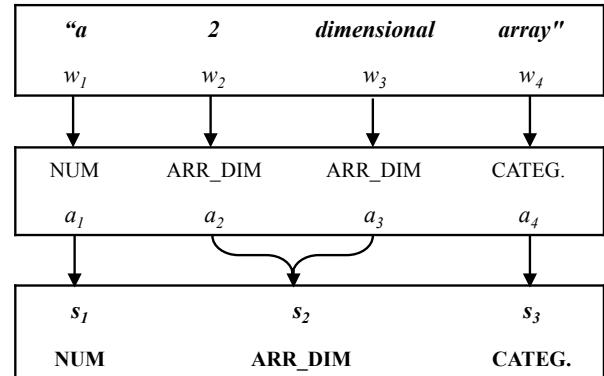 “a 2 dimensional array"
w1 w2 w3 w4
NUM ARR_DIM ARR_DIM CATEG.
a1 a2 a3 a4
s1 s2 s3
NUM ARR_DIM CATEG.